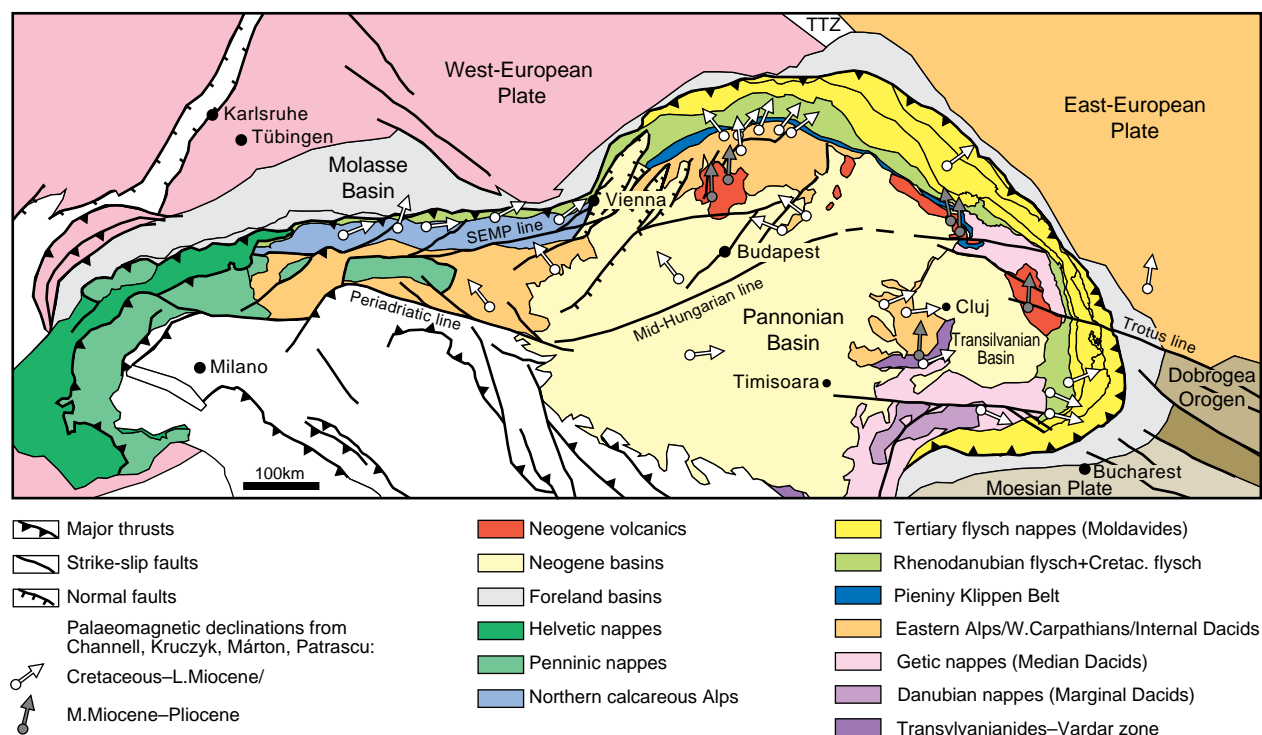 TTZ
West-European
Plate
East-European
Plate
Karlsruhe
Tübingen
Molasse
Basin
Vienna
SEMP line
Budapest
Periadriatic line
Mid-Hungarian line
Pannonian
Basin
Cluj
Transilvanian
Basin
Trotus line
Milano
Timisoara
Dobrogea
Orogen
100km
Bucharest
Moesian Plate
Major thrusts
Strike-slip faults
Normal faults
Palaeomagnetic declinations from
Channell, Kruczyk, Márton, Patrascu:
Cretaceous–L.Miocene/
M.Miocene–Pliocene
Neogene volcanics
Neogene basins
Foreland basins
Helvetic nappes
Penninic nappes
Northern calcareous Alps
Tertiary flysch nappes (Moldavides)
Rhenodanubian flysch+Cretac. flysch
Pieniny Klippen Belt
Eastern Alps/W.Carpathians/Internal Dacids
Getic nappes (Median Dacids)
Danubian nappes (Marginal Dacids)
Transylvanianides–Vardar zone